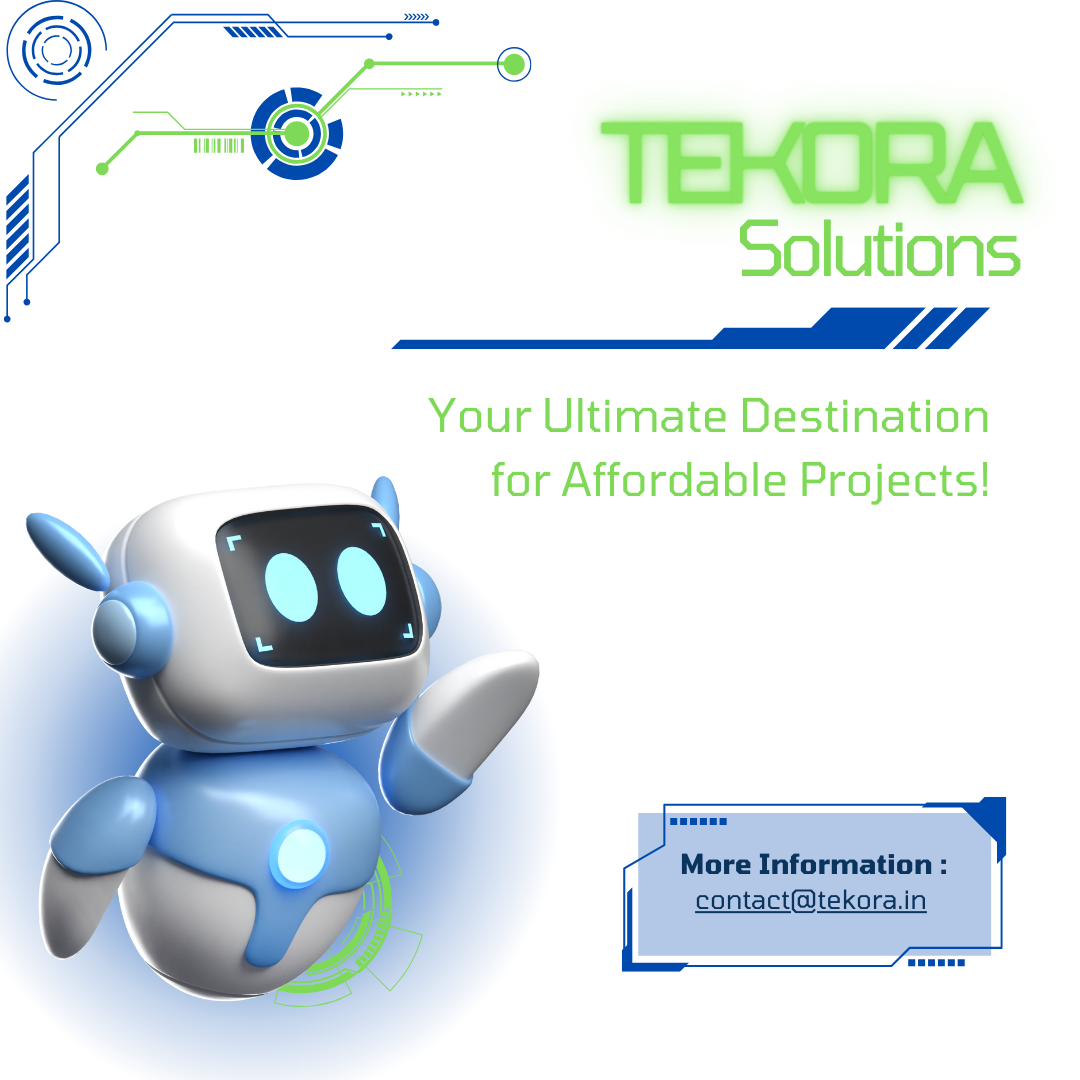 TEKORA
Solutions
Your Ultimate Destination
for Affordable Projects!
More Information :
contact@tekora.in